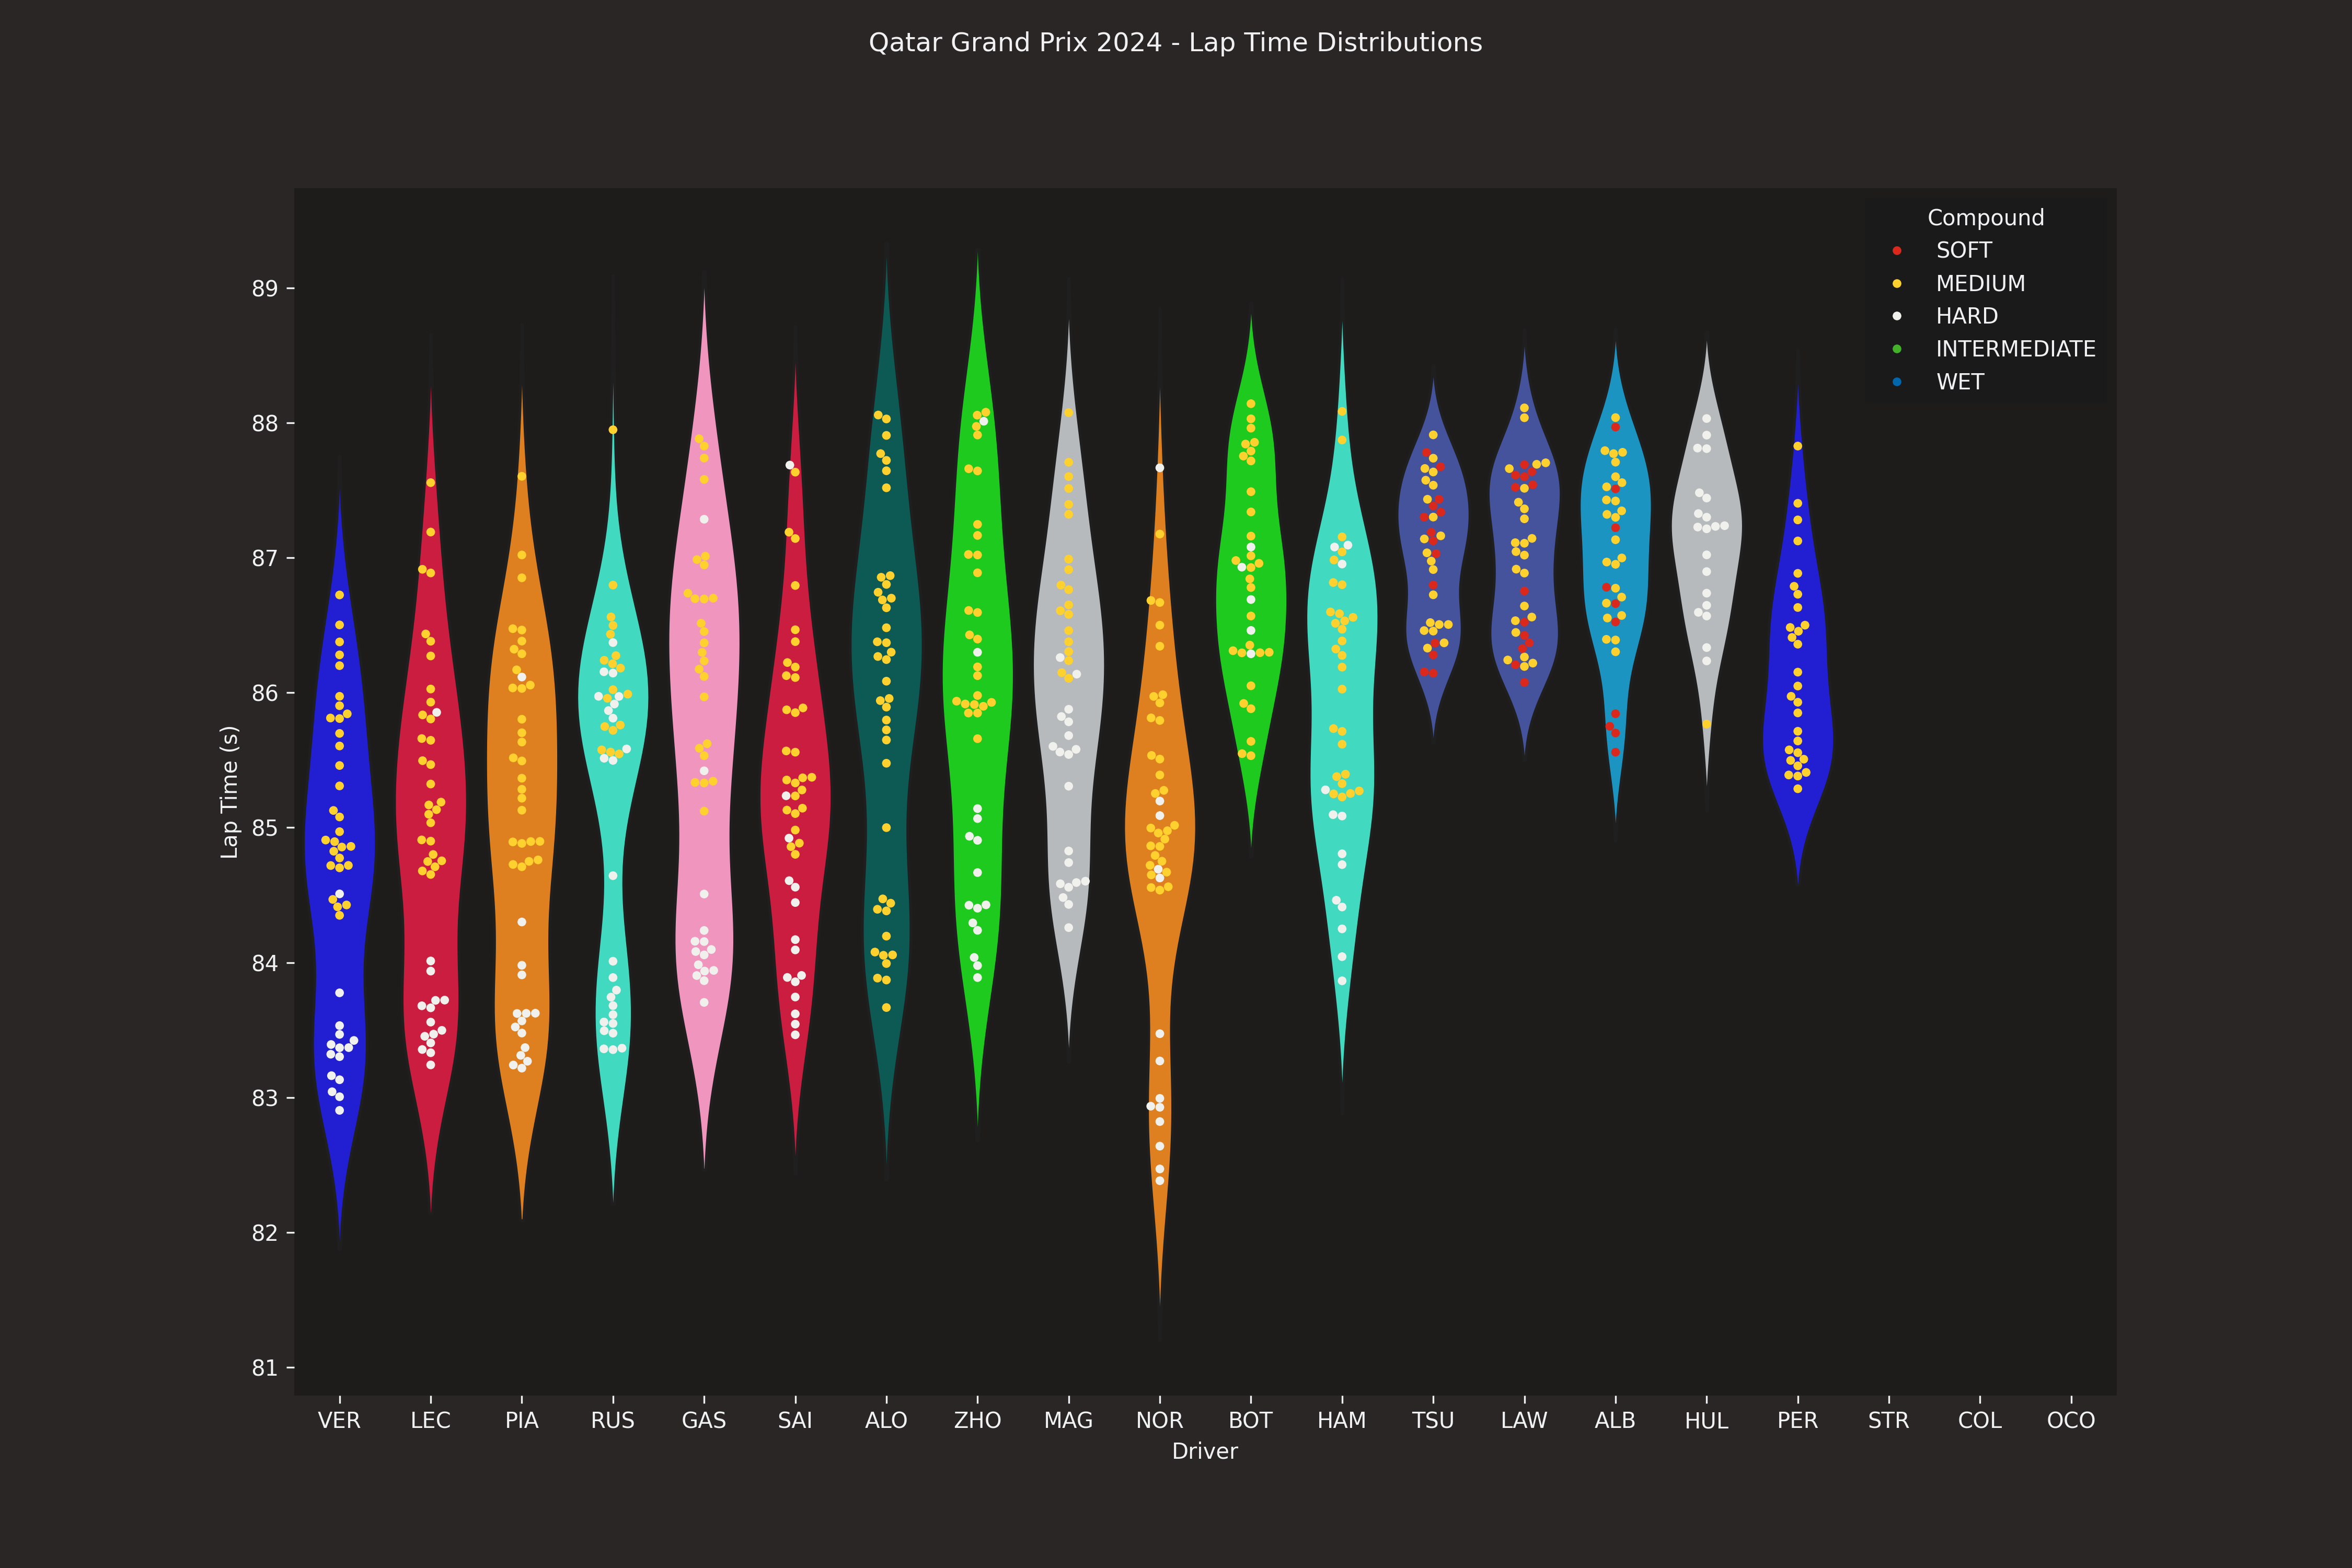 Qatar Grand Prix 2024 - Lap Time Distributions
Compound
SOFT
MEDIUM
HARD
INTERMEDIATE
WET
Lap Time (s)
89
88
87
86
85
84
83
82
81
VER LEC PIA RUS GAS SAI ALO ZHO MAG NOR BOT HAM TSU LAW ALB HUL PER STR COL OCO
Driver